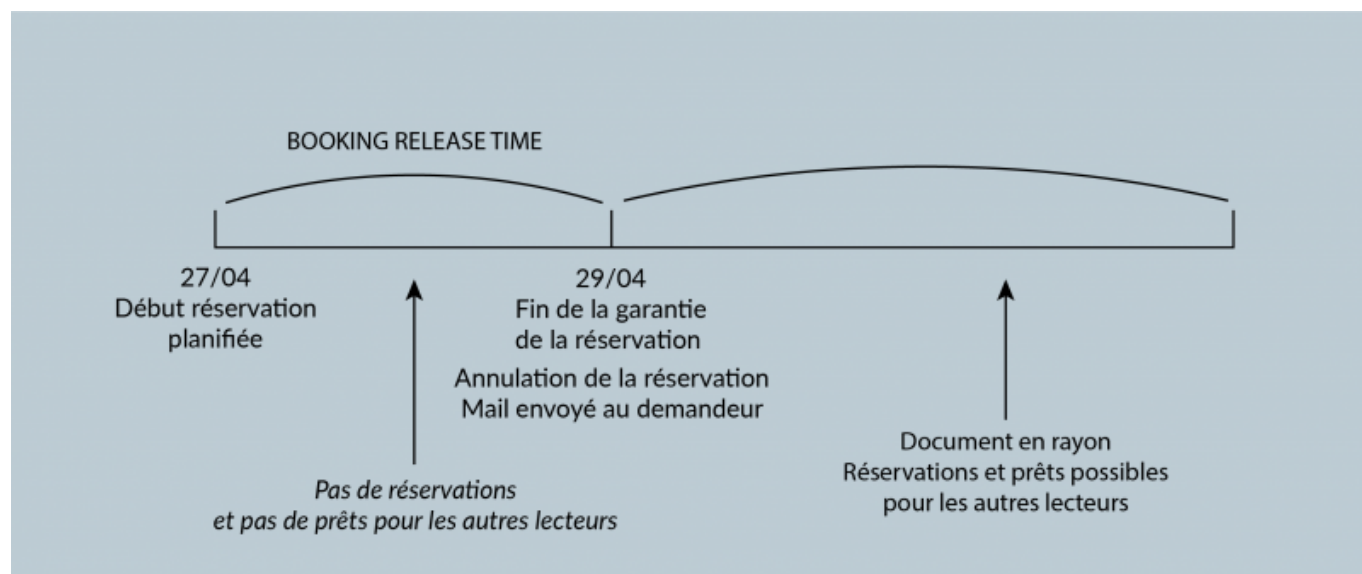 BOOKING RELEASE TIME
27/04
Début réservation
planifiée
29/04
Fin de la garantie
de la réservation
Annulation de la réservation
Mail envoyé au demandeur
Pas de réservations
et pas de prêts pour les autres lecteurs
Document en rayon
Réservations et prêts possibles
pour les autres lecteurs